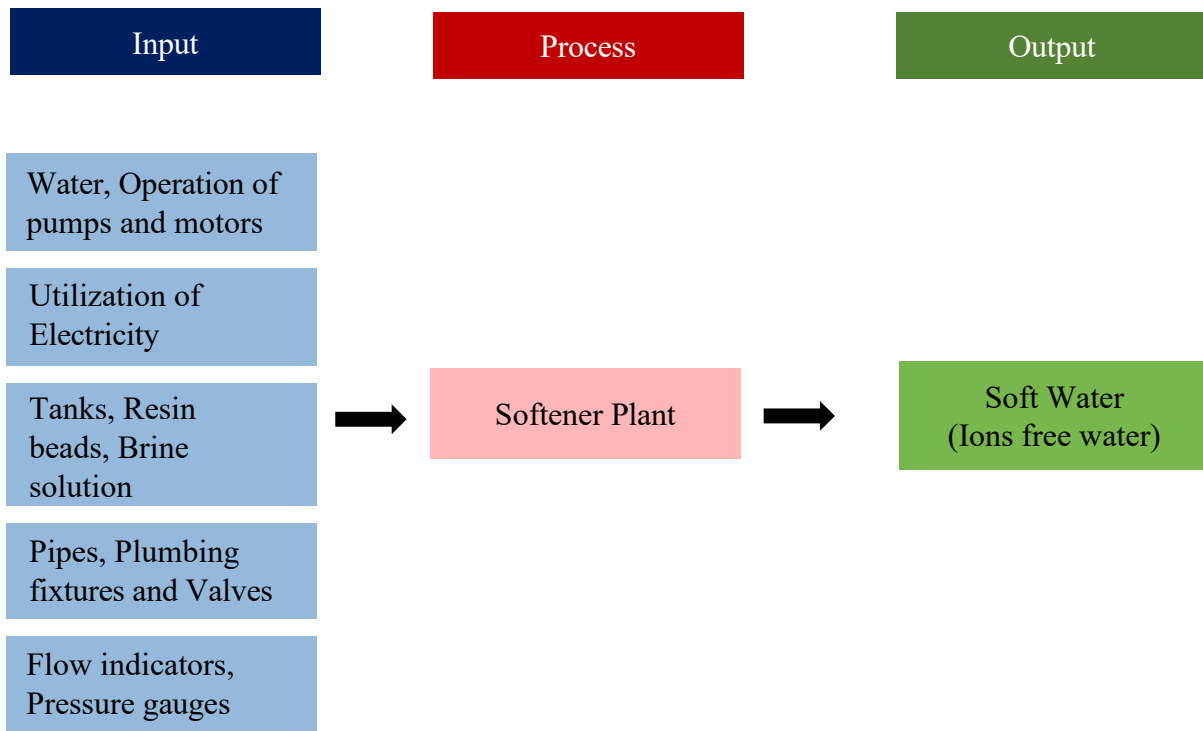 Input
Process
Output
Water, Operation of
pumps and motors
Utilization of
Electricity
Tanks, Resin
beads, Brine
solution
Pipes, Plumbing
fixtures and Valves
Flow indicators,
Pressure gauges
Softener Plant
Soft Water
(Ions free water)